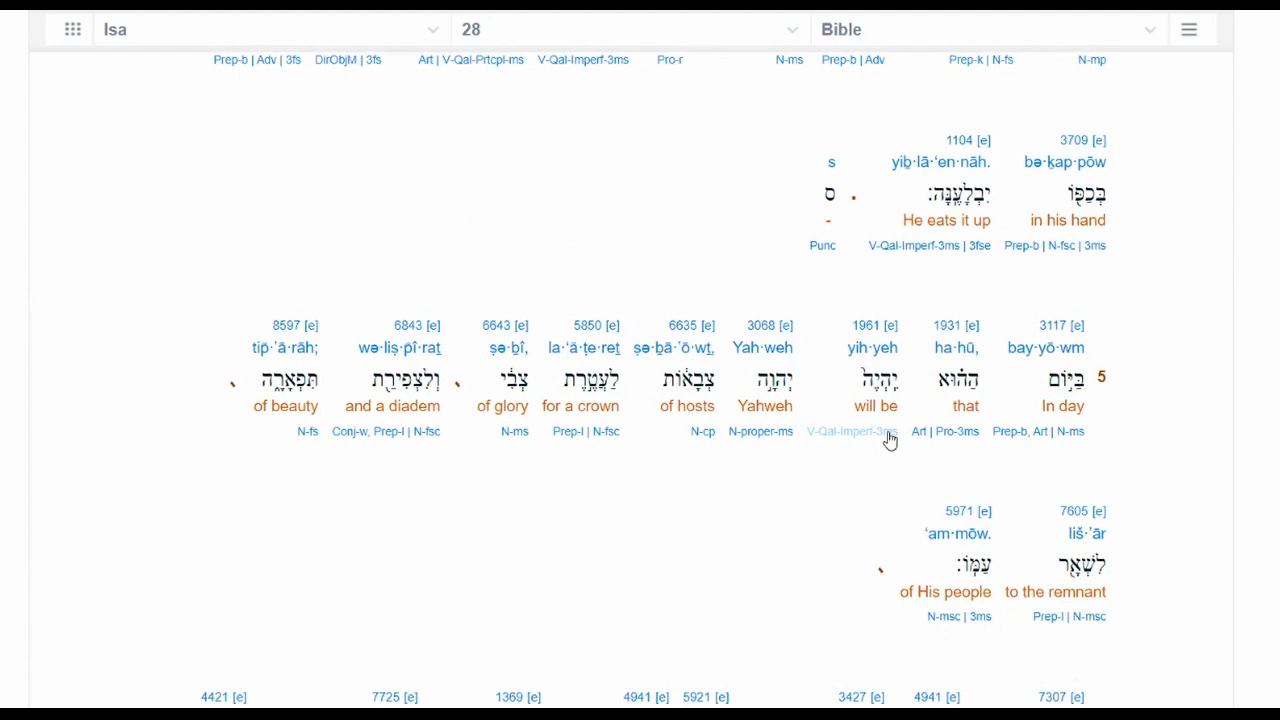 Isa 28 Bible
Prep-b | Adv | 3fs DirObjM | 3fs Art | V-Qal-Prtcpl-ms V-Qal-Imperf-3ms Pro-r N-ms Prep-b | Adv Prep-k | N-fs N-mp
1104 [e] 3709 [e]
s yiḇ·lā·‘en·nāh. bə·ḵap·pōw
בְּכַפּ֖וֹ יִבְלָעֶֽנָּה׃ . ס
- He eats it up in his hand
Punc V-Qal-Imperf-3ms | 3fse Prep-b | N-fsc | 3ms
8597 [e] 6843 [e] 6643 [e] 5850 [e] 6635 [e] 3068 [e] 1961 [e] 1931 [e] 3117 [e]
tip̄·’ā·rāh; wə·liṣ·pî·raṯ ṣə·ḇî, la·‘ă·ṭe·reṯ ṣə·ḇā·’ō·wṯ, Yah·weh yih·yeh ha·hū, bay·yō·wm
5 בַּיּ֣וֹם הַה֗וּא יִֽהְיֶה֙ יְהוָ֣ה צְבָא֔וֹת לַעֲטֶ֣רֶת צְבִ֔י 、 וְלִצְפִירַ֖ת תִּפְאָרָ֑ה 、
of beauty and a diadem of glory for a crown of hosts Yahweh will be that In day
N-fs Conj-w, Prep-l | N-fsc N-ms Prep-l | N-fsc N-cp N-proper-ms V-Qal-Imperf-3ms Art | Pro-3ms Prep-b, Art | N-ms
5971 [e] 7605 [e]
‘am·mōw. liš·’ār
לִשְׁאָ֖ר עַמּֽוֹ׃ 、
of His people to the remnant
N-msc | 3ms Prep-l | N-msc
4421 [e] 7725 [e] 1369 [e] 4941 [e] 5921 [e] 3427 [e] 4941 [e] 7307 [e]